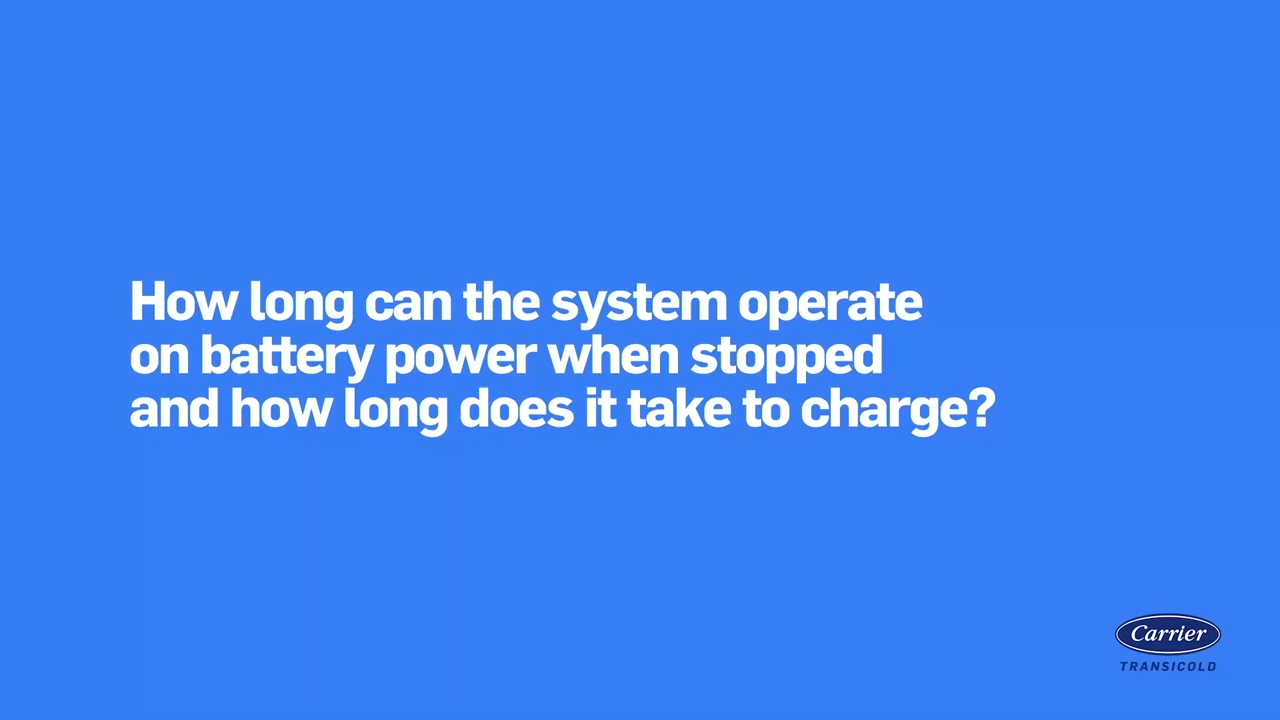 How long can the system operate
on battery power when stopped
and how long does it take to charge?
Carrier
TRANSICOLD